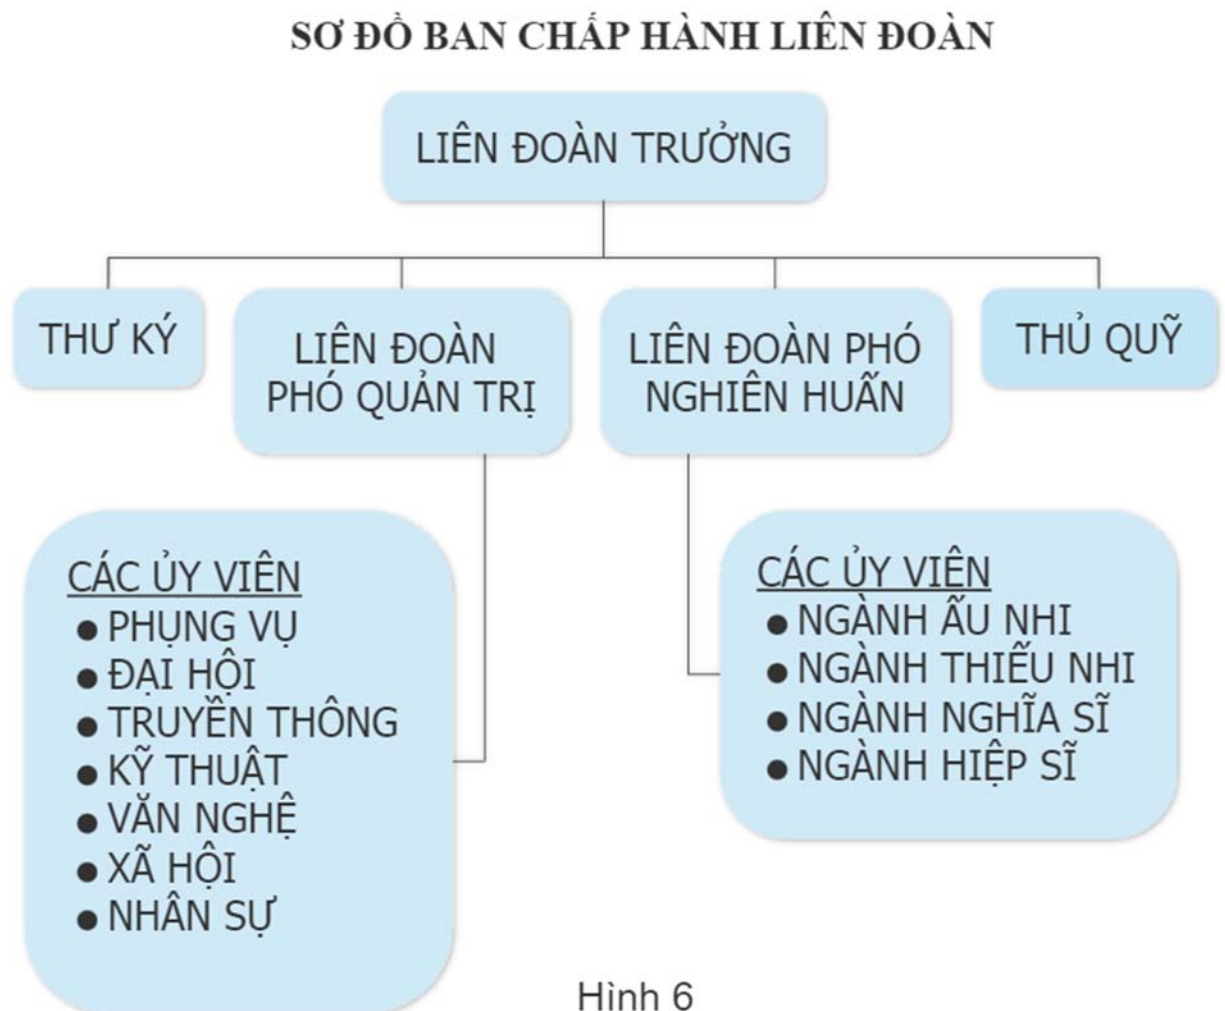 SƠ ĐỒ BAN CHẤP HÀNH LIÊN ĐOÀN
LIÊN ĐOÀN TRƯỞNG
THƯ KÝ
LIÊN ĐOÀN
PHÓ QUẢN TRỊ
LIÊN ĐOÀN PHÓ
NGHIÊN HUẤN
THỦ QUỸ
CÁC ỦY VIÊN
● PHỤNG VỤ
● ĐẠI HỘI
● TRUYỀN THÔNG
● KỸ THUẬT
● VĂN NGHỆ
● XÃ HỘI
● NHÂN SỰ
CÁC ỦY VIÊN
● NGÀNH ẤU NHI
● NGÀNH THIẾU NHI
● NGÀNH NGHĨA SĨ
● NGÀNH HIỆP SĨ
Hình 6